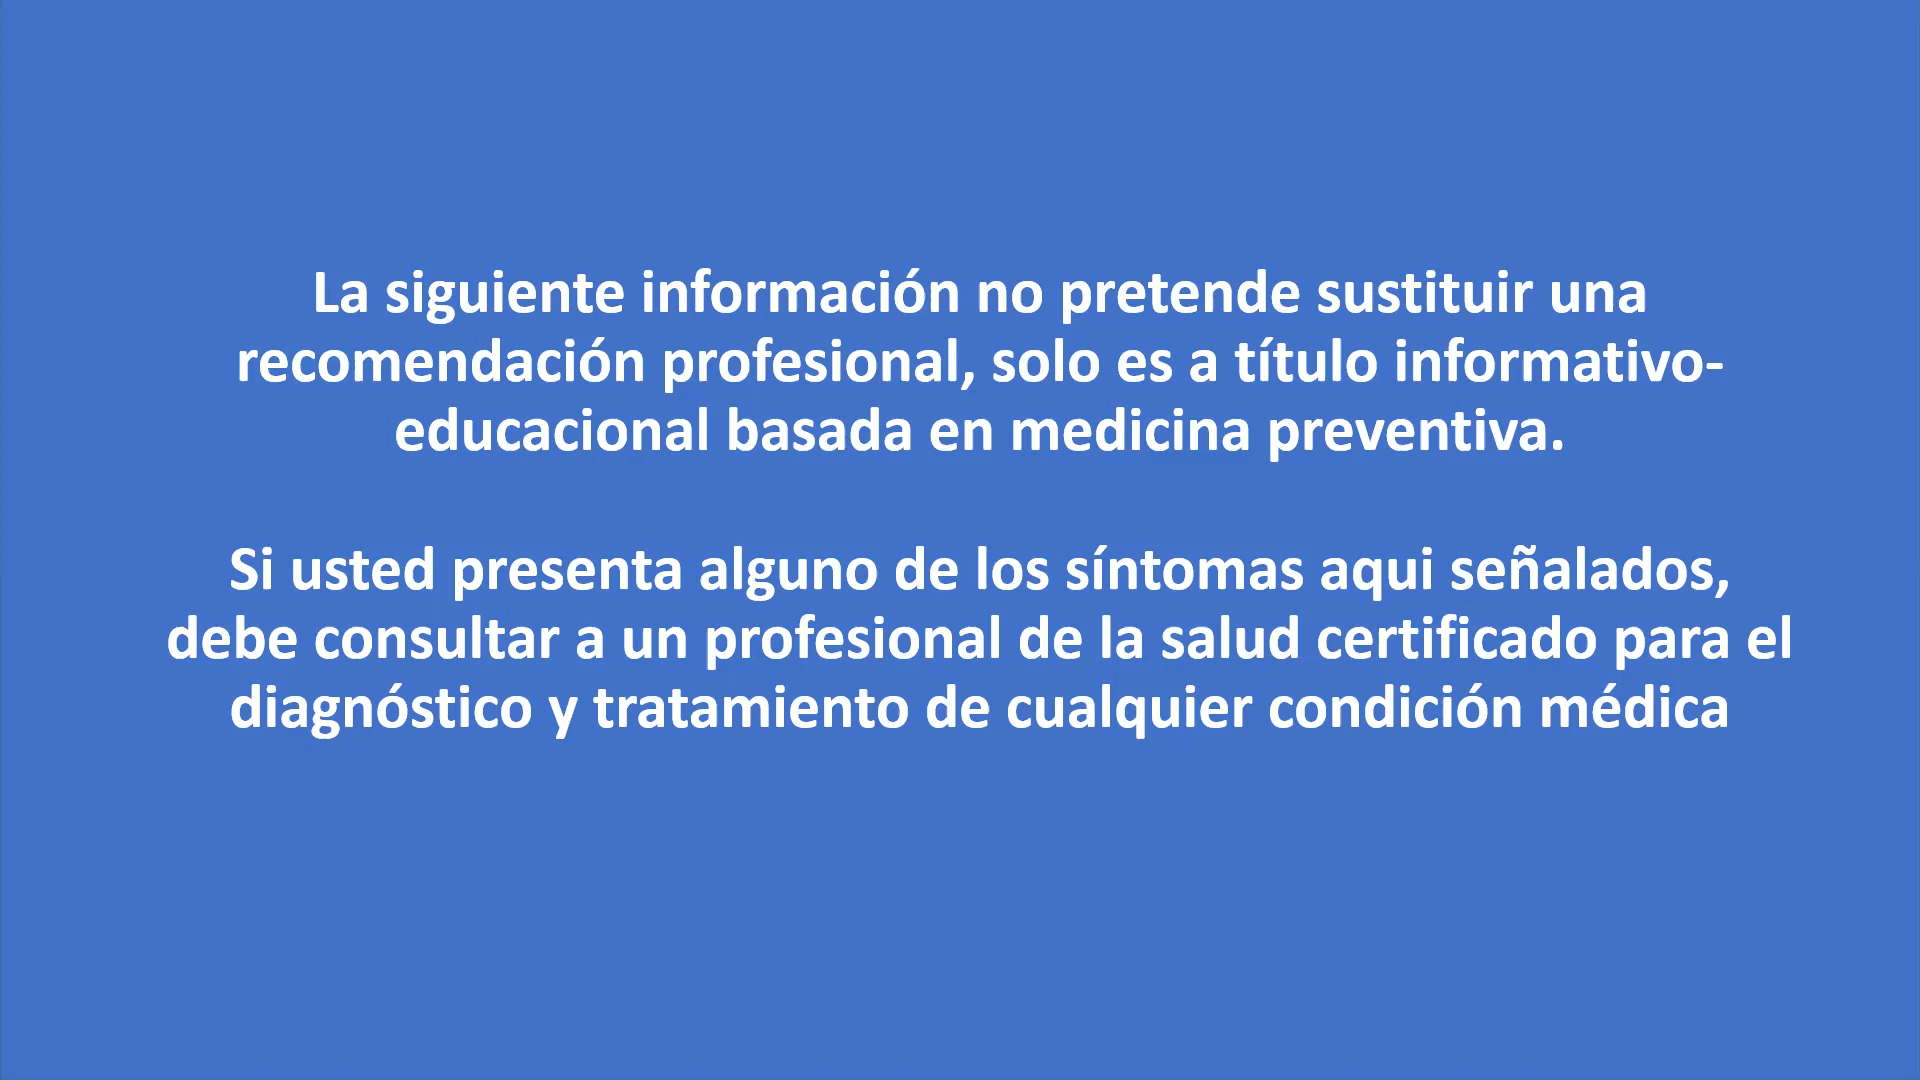 La siguiente información no pretende sustituir una
recomendación profesional, solo es a título informativo-
educacional basada en medicina preventiva.
Si usted presenta alguno de los síntomas aqui señalados,
debe consultar a un profesional de la salud certificado para el
diagnóstico y tratamiento de cualquier condición médica